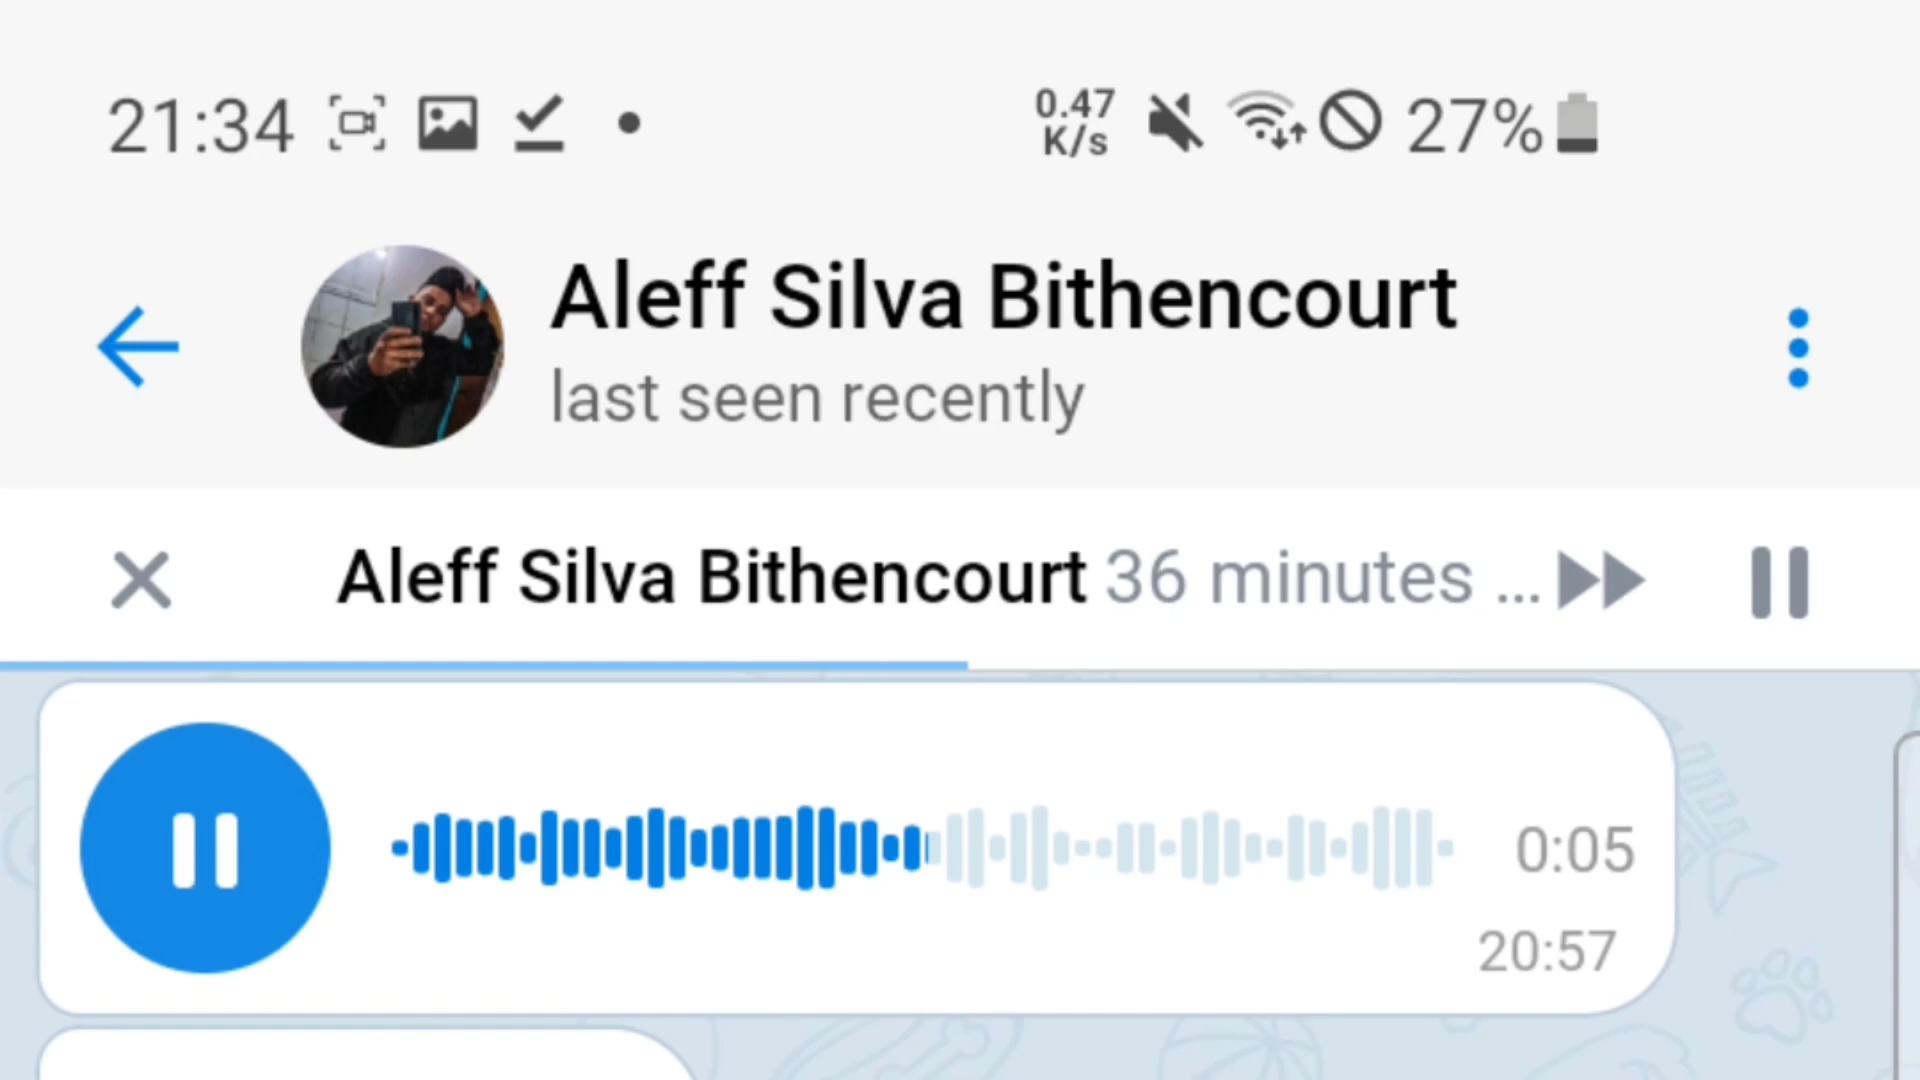 21:34 0.47 K/s 27%
Aleff Silva Bithencourt
last seen recently
Aleff Silva Bithencourt 36 minutes ...
0:05
20:57